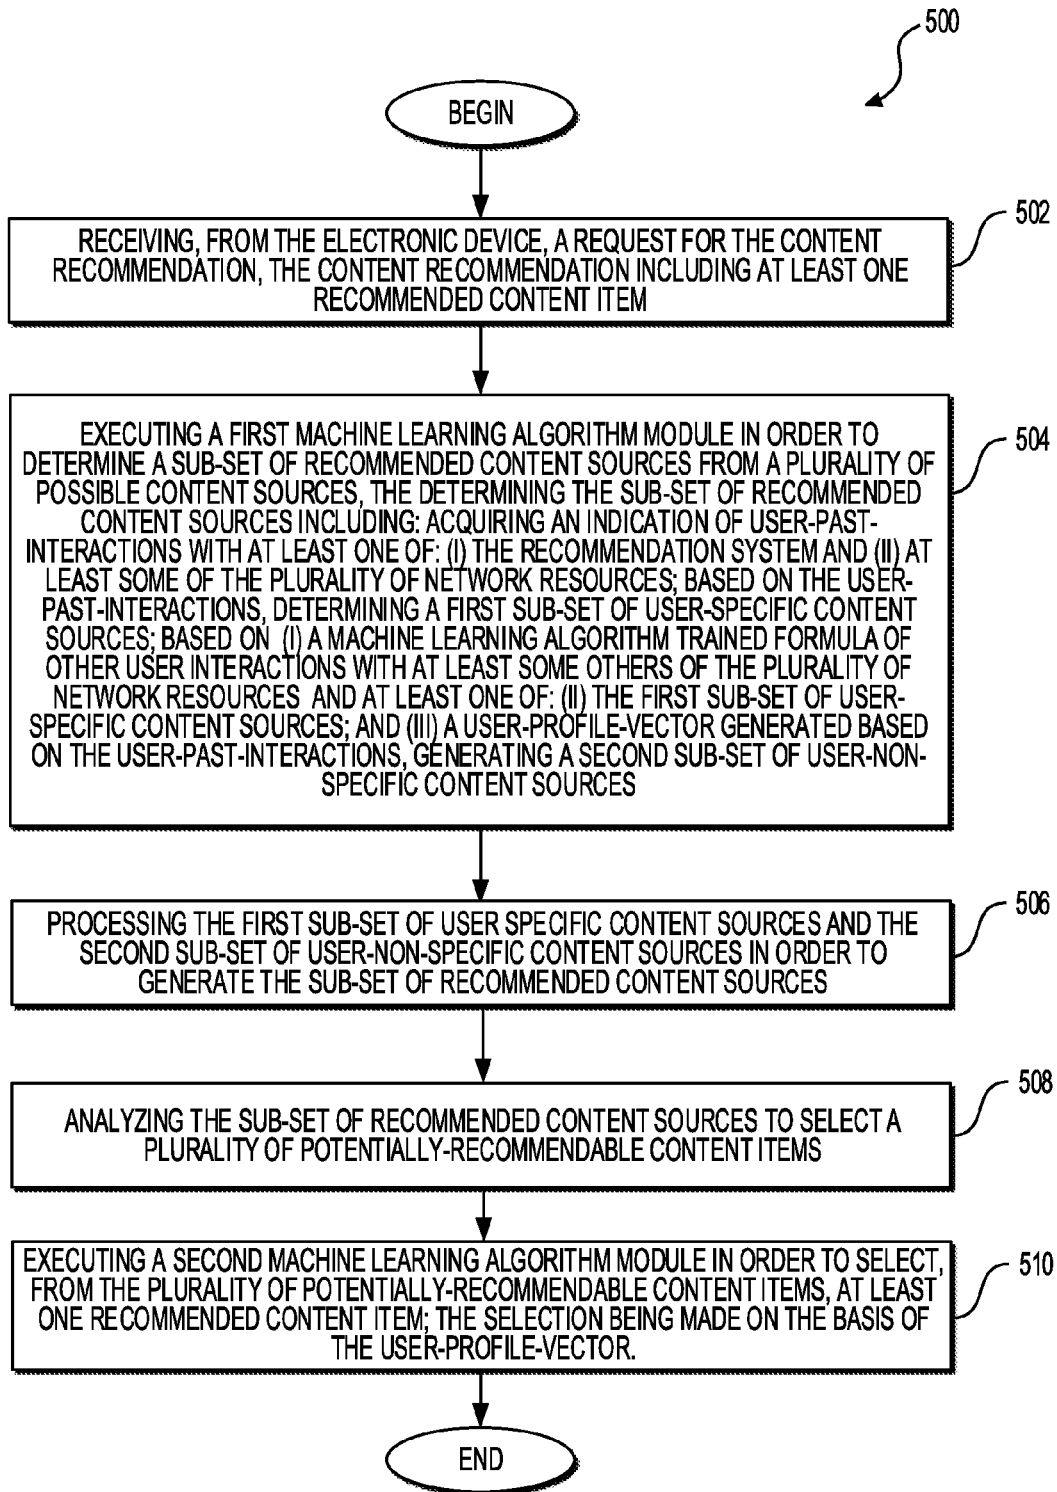 500
BEGIN
502
RECEIVING, FROM THE ELECTRONIC DEVICE, A REQUEST FOR THE CONTENT
RECOMMENDATION, THE CONTENT RECOMMENDATION INCLUDING AT LEAST ONE
RECOMMENDED CONTENT ITEM
504
EXECUTING A FIRST MACHINE LEARNING ALGORITHM MODULE IN ORDER TO
DETERMINE A SUB-SET OF RECOMMENDED CONTENT SOURCES FROM A PLURALITY OF
POSSIBLE CONTENT SOURCES, THE DETERMINING THE SUB-SET OF RECOMMENDED
CONTENT SOURCES INCLUDING: ACQUIRING AN INDICATION OF USER-PAST-
INTERACTIONS WITH AT LEAST ONE OF: (I) THE RECOMMENDATION SYSTEM AND (II) AT
LEAST SOME OF THE PLURALITY OF NETWORK RESOURCES; BASED ON THE USER-
PAST-INTERACTIONS, DETERMINING A FIRST SUB-SET OF USER-SPECIFIC CONTENT
SOURCES; BASED ON (I) A MACHINE LEARNING ALGORITHM TRAINED FORMULA OF
OTHER USER INTERACTIONS WITH AT LEAST SOME OTHERS OF THE PLURALITY OF
NETWORK RESOURCES AND AT LEAST ONE OF: (II) THE FIRST SUB-SET OF USER-
SPECIFIC CONTENT SOURCES; AND (III) A USER-PROFILE-VECTOR GENERATED BASED
ON THE USER-PAST-INTERACTIONS, GENERATING A SECOND SUB-SET OF USER-NON-
SPECIFIC CONTENT SOURCES
506
PROCESSING THE FIRST SUB-SET OF USER SPECIFIC CONTENT SOURCES AND THE
SECOND SUB-SET OF USER-NON-SPECIFIC CONTENT SOURCES IN ORDER TO
GENERATE THE SUB-SET OF RECOMMENDED CONTENT SOURCES
508
ANALYZING THE SUB-SET OF RECOMMENDED CONTENT SOURCES TO SELECT A
PLURALITY OF POTENTIALLY-RECOMMENDABLE CONTENT ITEMS
510
EXECUTING A SECOND MACHINE LEARNING ALGORITHM MODULE IN ORDER TO SELECT,
FROM THE PLURALITY OF POTENTIALLY-RECOMMENDABLE CONTENT ITEMS, AT LEAST
ONE RECOMMENDED CONTENT ITEM; THE SELECTION BEING MADE ON THE BASIS OF
THE USER-PROFILE-VECTOR.
END